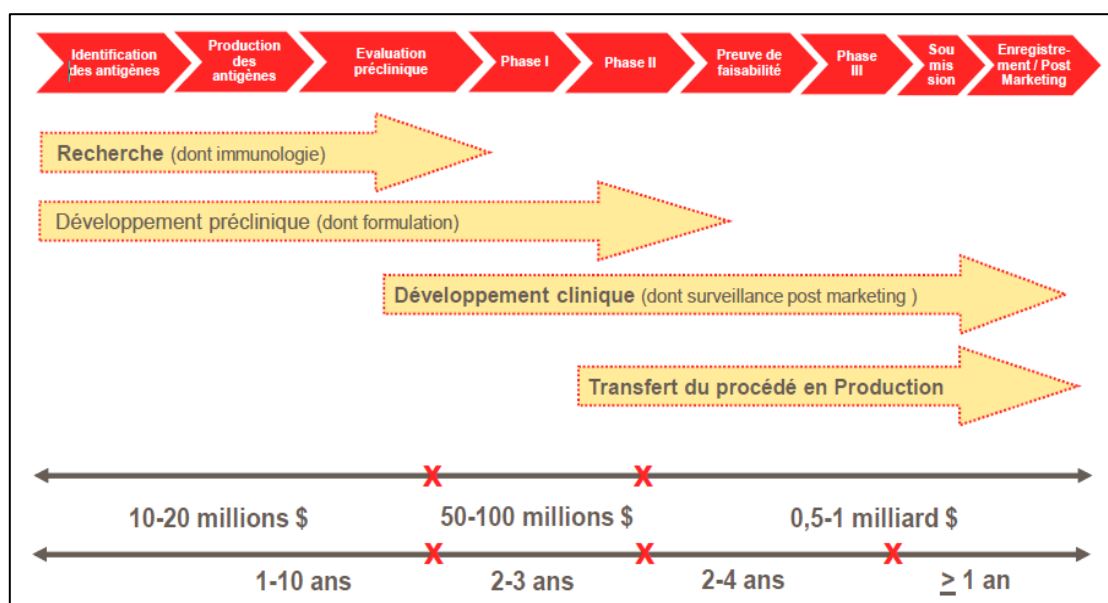 Identification
des antigènes
Production
des
antigènes
Evaluation
préclinique
Phase I
Phase II
Preuve de
faisabilité
Phase
III
Sou
mis
sion
Enregistre-
ment / Post
Marketing
Recherche (dont immunologie)
Développement préclinique (dont formulation)
Développement clinique (dont surveillance post marketing )
Transfert du procédé en Production
X X
10-20 millions $ 50-100 millions $ 0,5-1 milliard $
X X X
1-10 ans 2-3 ans 2-4 ans ≥ 1 an